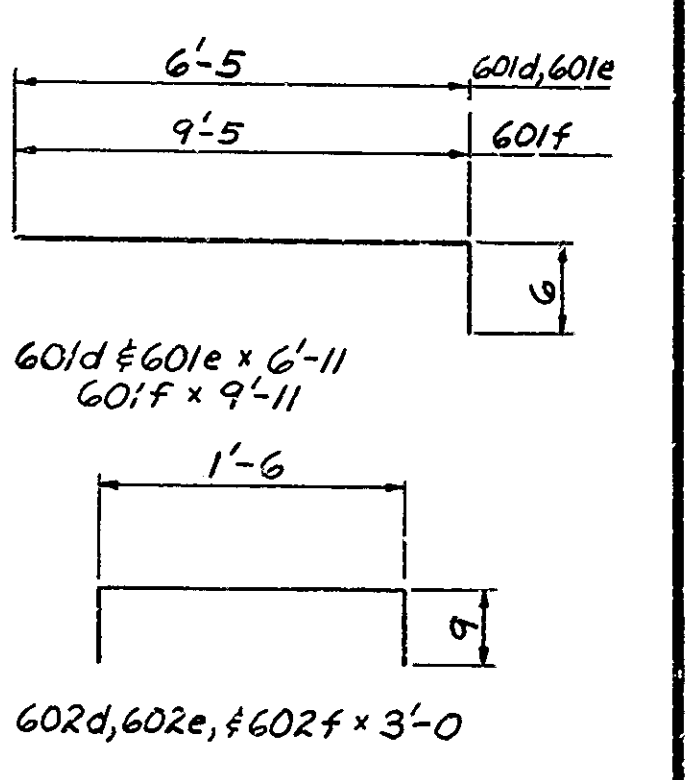 6'-5 601d,601e
9'-5 601f
6
601d & 601e × 6'-11
601f × 9'-11
1'-6
9
602d,602e, & 602f × 3'-0